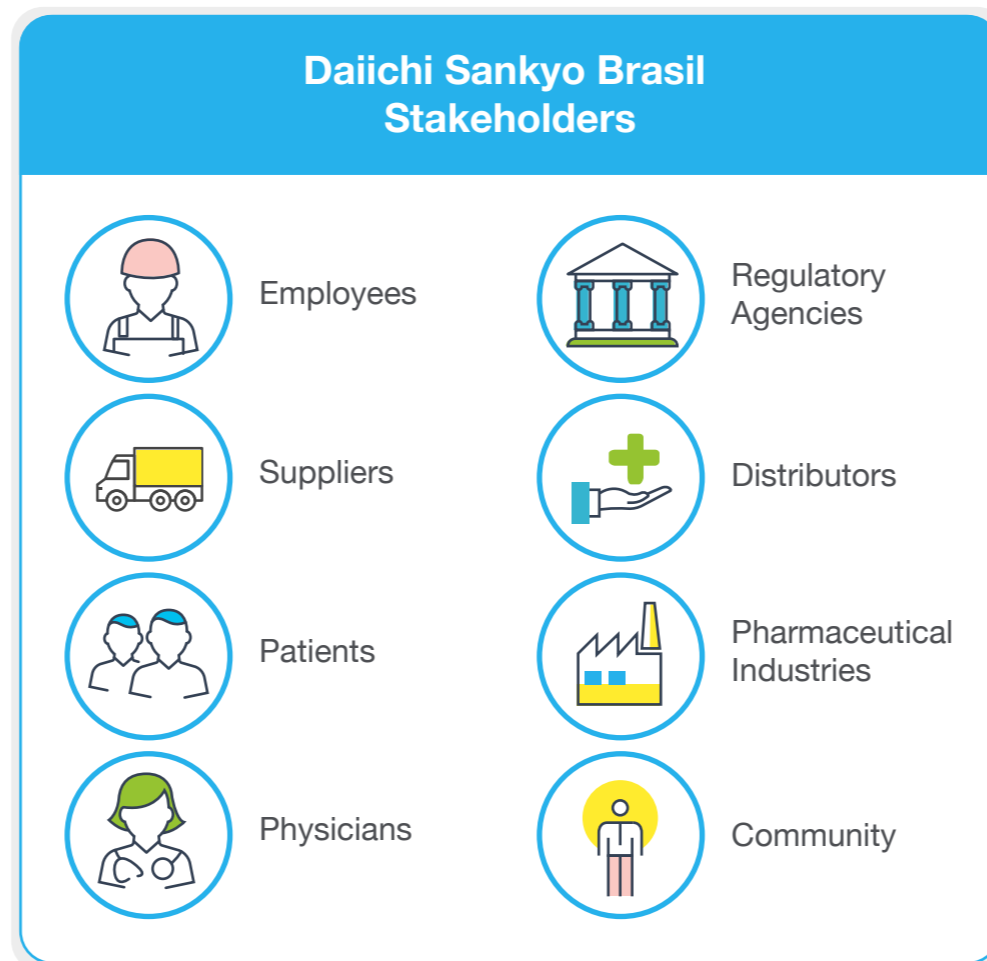 Daiichi Sankyo Brasil
Stakeholders
Employees
Regulatory
Agencies
Suppliers
Distributors
Patients
Pharmaceutical
Industries
Physicians
Community